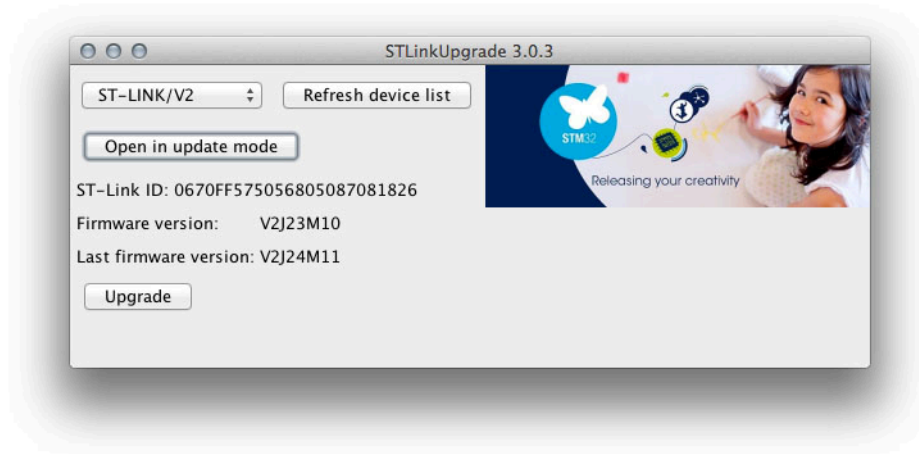 STLinkUpgrade 3.0.3
ST-LINK/V2
Refresh device list
Open in update mode
ST-Link ID: 0670FF575056805087081826
Firmware version: V2J23M10
Last firmware version: V2J24M11
Upgrade
STM32
Releasing your creativity